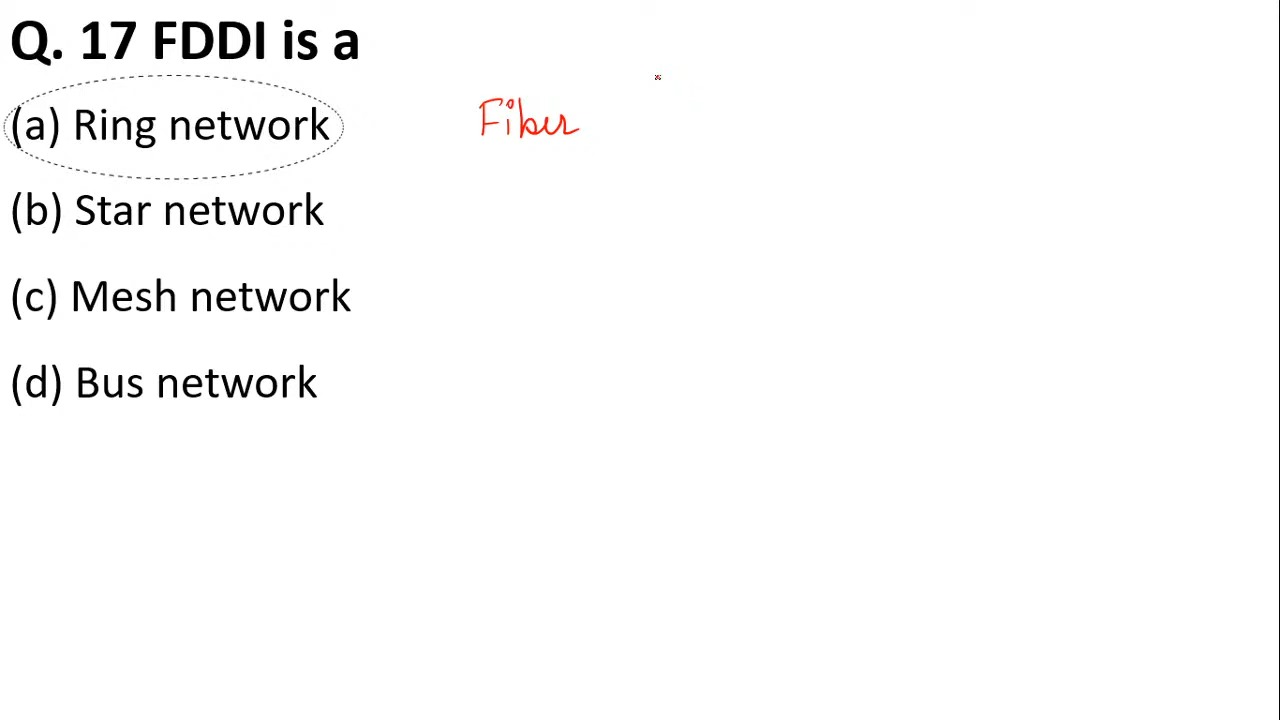 Q. 17 FDDI is a
(a) Ring network
Fiber
(b) Star network
(c) Mesh network
(d) Bus network